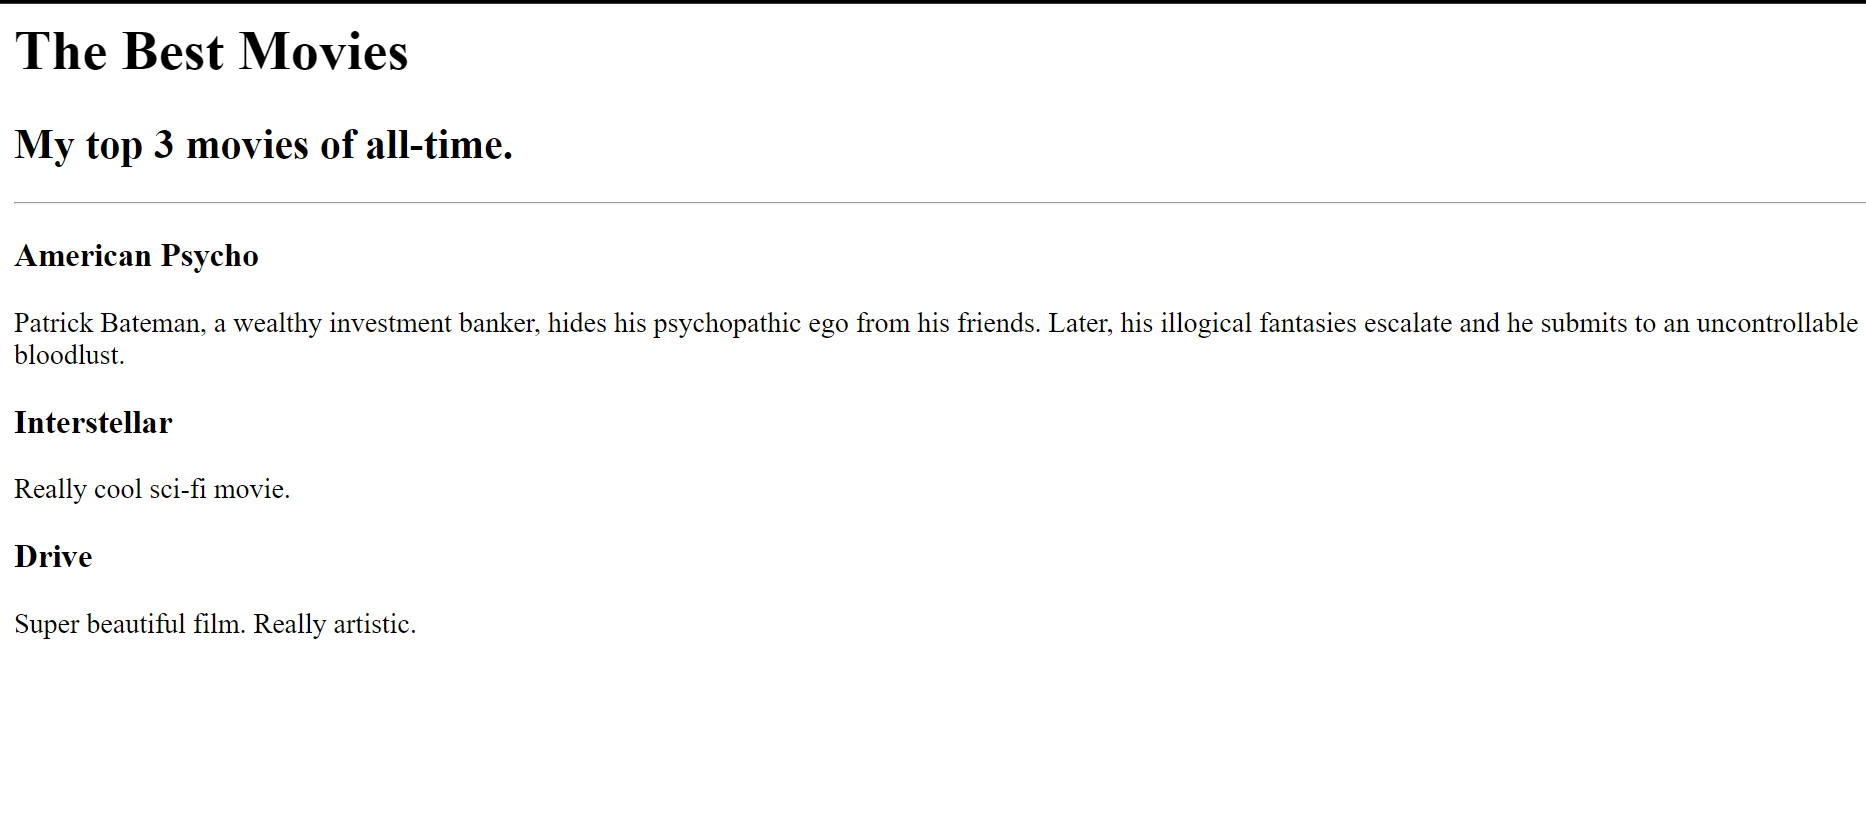 The Best Movies
My top 3 movies of all-time.
American Psycho
Patrick Bateman, a wealthy investment banker, hides his psychopathic ego from his friends. Later, his illogical fantasies escalate and he submits to an uncontrollable
bloodlust.
Interstellar
Really cool sci-fi movie.
Drive
Super beautiful film. Really artistic.